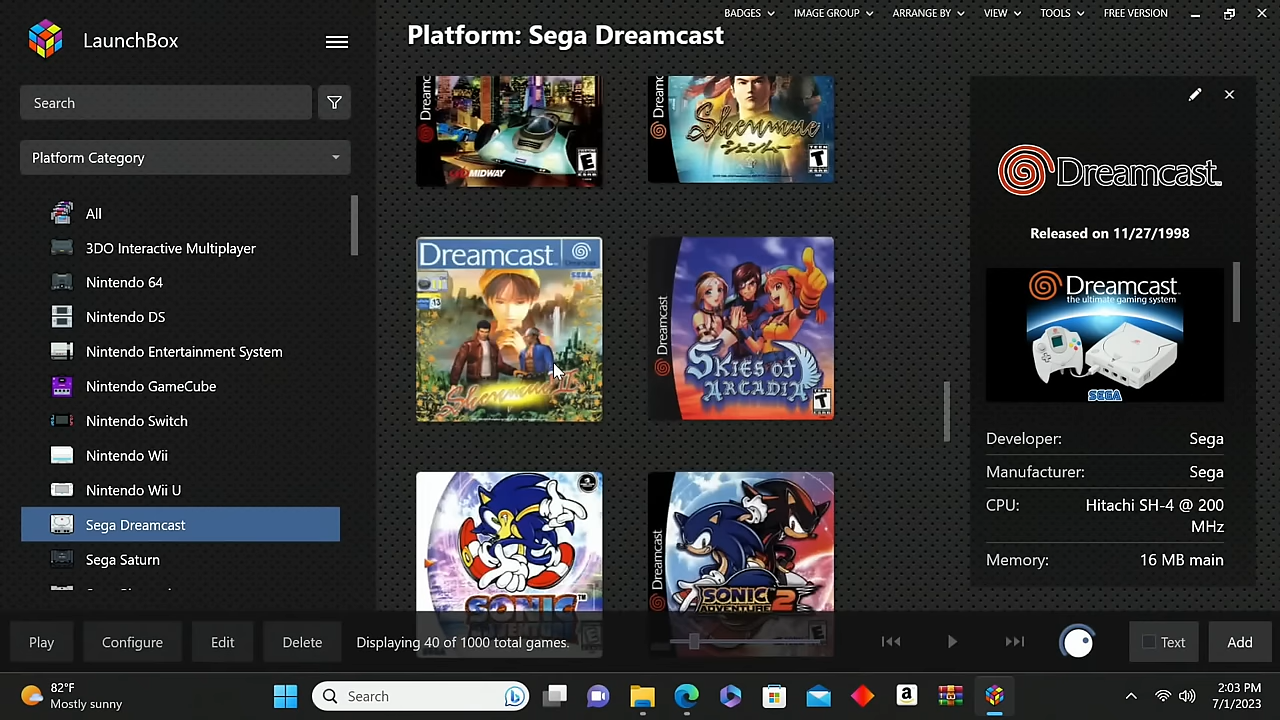 LaunchBox
Search
Platform Category
All
3DO Interactive Multiplayer
Nintendo 64
Nintendo DS
Nintendo Entertainment System
Nintendo GameCube
Nintendo Switch
Nintendo Wii
Nintendo Wii U
Sega Dreamcast
Sega Saturn
BADGES
IMAGE GROUP
ARRANGE BY
VIEW
TOOLS
FREE VERSION
Platform: Sega Dreamcast
MIDWAY
E
Shenmue
TEEN
T
Dreamcast
SEGA
Shenmue II
Dreamcast
SKIES OF
ARCADIA
TEEN
T
SONIC
Dreamcast
SONIC
ADVENTURE 2
Dreamcast
Released on 11/27/1998
Dreamcast
the ultimate gaming system
SEGA
Developer: Sega
Manufacturer: Sega
CPU: Hitachi SH-4 @ 200
MHz
Memory: 16 MB main
Play
Configure
Edit
Delete
Displaying 40 of 1000 total games.
Text
Add
82°F
Search
2:03 PM
7/1/2023